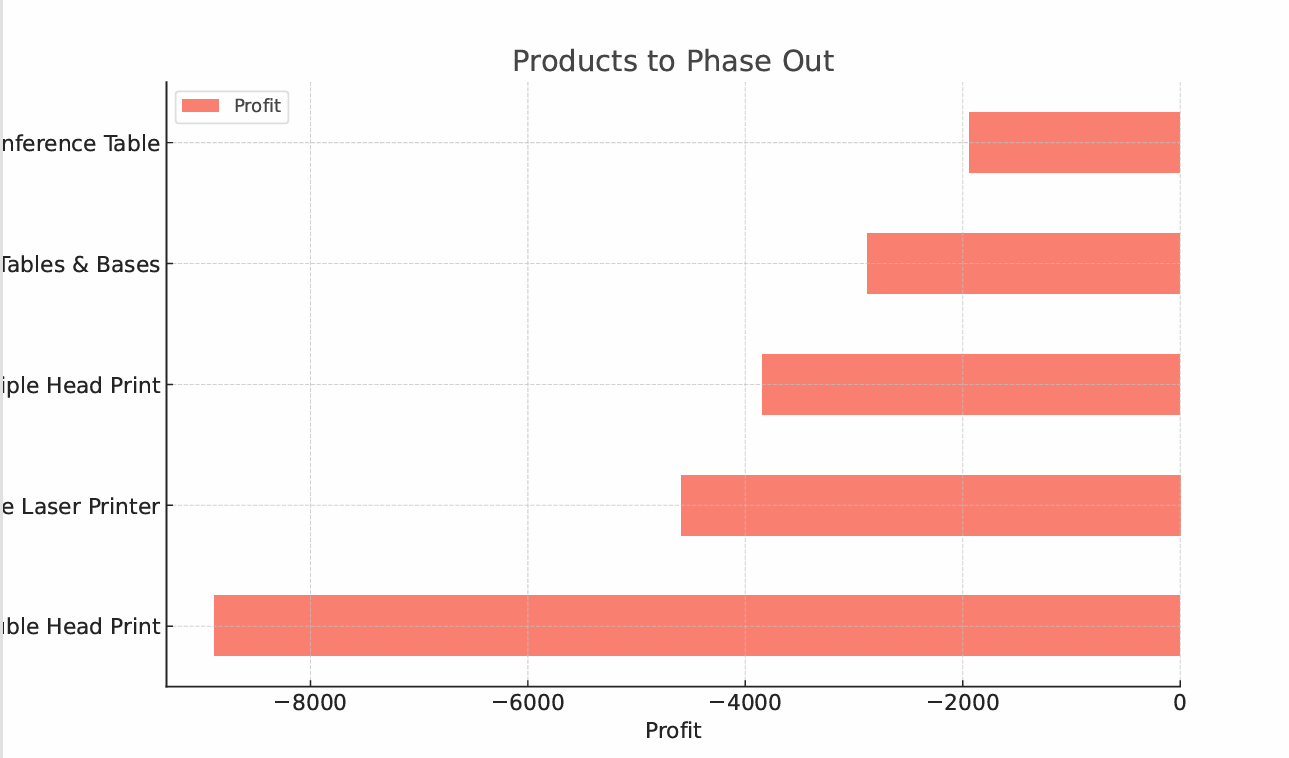 Products to Phase Out
Profit
nference Table
Tables & Bases
iple Head Print
e Laser Printer
ble Head Print
−8000 −6000 −4000 −2000 0
Profit